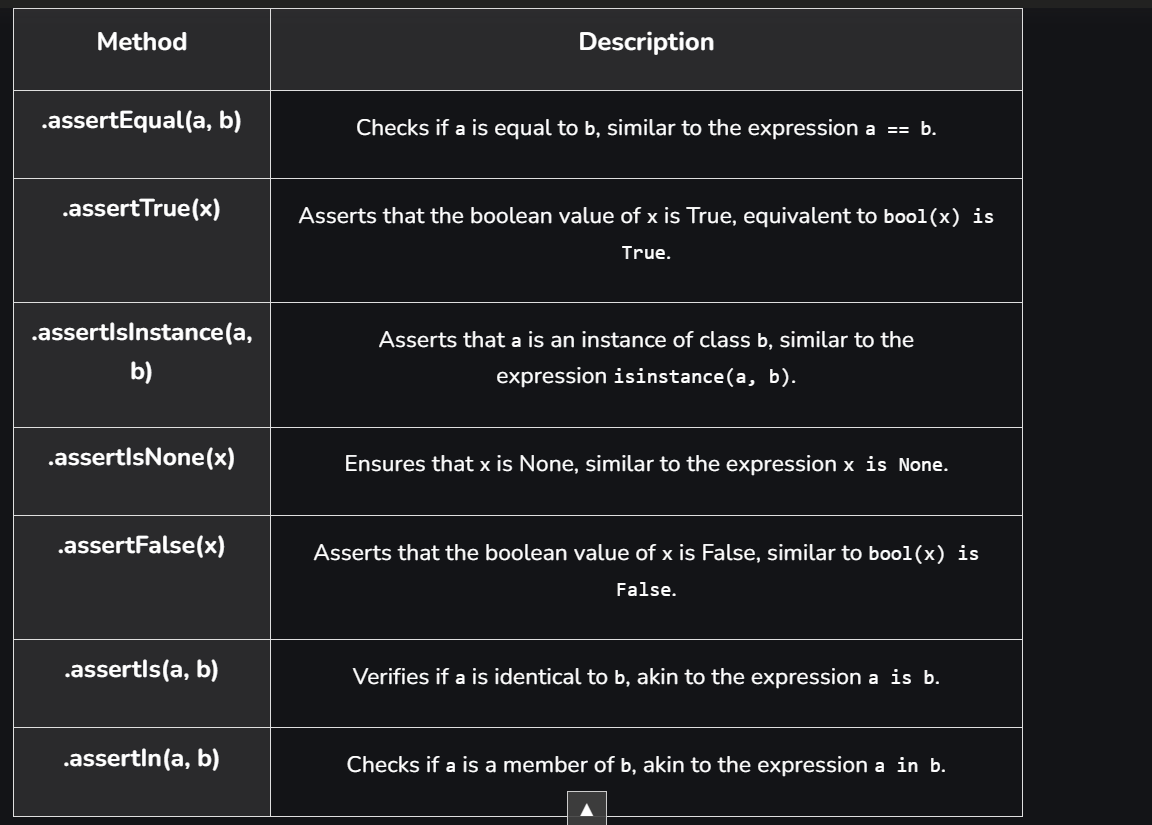 Method
Description
.assertEqual(a, b)
Checks if a is equal to b, similar to the expression a == b.
.assertTrue(x)
Asserts that the boolean value of x is True, equivalent to bool(x) is
True.
.assertIsInstance(a,
b)
Asserts that a is an instance of class b, similar to the
expression isinstance(a, b).
.assertIsNone(x)
Ensures that x is None, similar to the expression x is None.
.assertFalse(x)
Asserts that the boolean value of x is False, similar to bool(x) is
False.
.assertIs(a, b)
Verifies if a is identical to b, akin to the expression a is b.
.assertIn(a, b)
Checks if a is a member of b, akin to the expression a in b.